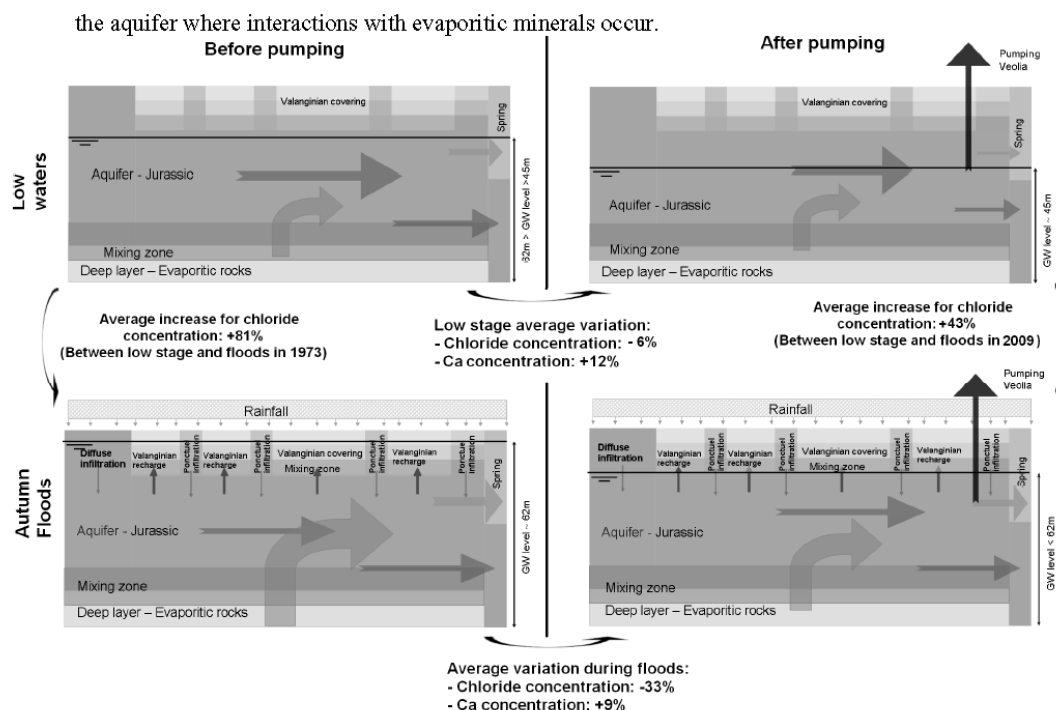 the aquifer where interactions with evaporitic minerals occur.
Before pumping
After pumping
Low
waters
Valanginian covering
Spring
Aquifer - Jurassic
Mixing zone
Deep layer – Evaporitic rocks
62m > GW level >45m
Pumping
Veolia
Valanginian covering
Spring
Aquifer - Jurassic
Mixing zone
Deep layer – Evaporitic rocks
GW level ~ 45m
Average increase for chloride
concentration: +81%
(Between low stage and floods in 1973)
Low stage average variation:
- Chloride concentration: - 6%
- Ca concentration: +12%
Average increase for chloride
concentration: +43%
(Between low stage and floods in 2009)
Autumn
Floods
Rainfall
Diffuse
infiltration
Valanginian
recharge
Ponctuel
infiltration
Valanginian
recharge
Ponctuel
infiltration
Valanginian covering
Mixing zone
Ponctuel
infiltration
Valanginian
recharge
Ponctuel
infiltration
Spring
Aquifer - Jurassic
Mixing zone
Deep layer – Evaporitic rocks
GW level ~ 62m
Pumping
Veolia
Rainfall
Diffuse
infiltration
Valanginian
recharge
Ponctuel
infiltration
Valanginian
recharge
Ponctuel
infiltration
Valanginian covering
Mixing zone
Ponctuel
infiltration
Valanginian
recharge
Ponctuel
infiltration
Spring
Aquifer - Jurassic
Mixing zone
Deep layer – Evaporitic rocks
GW level < 62m
Average variation during floods:
- Chloride concentration: -33%
- Ca concentration: +9%